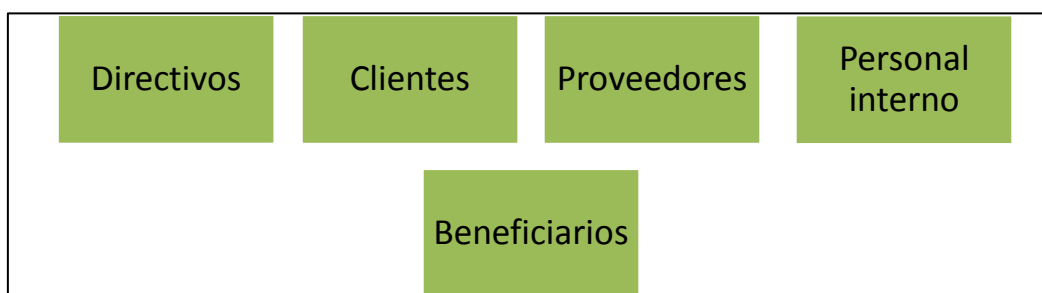 Directivos
Clientes
Proveedores
Personal
interno
Beneficiarios